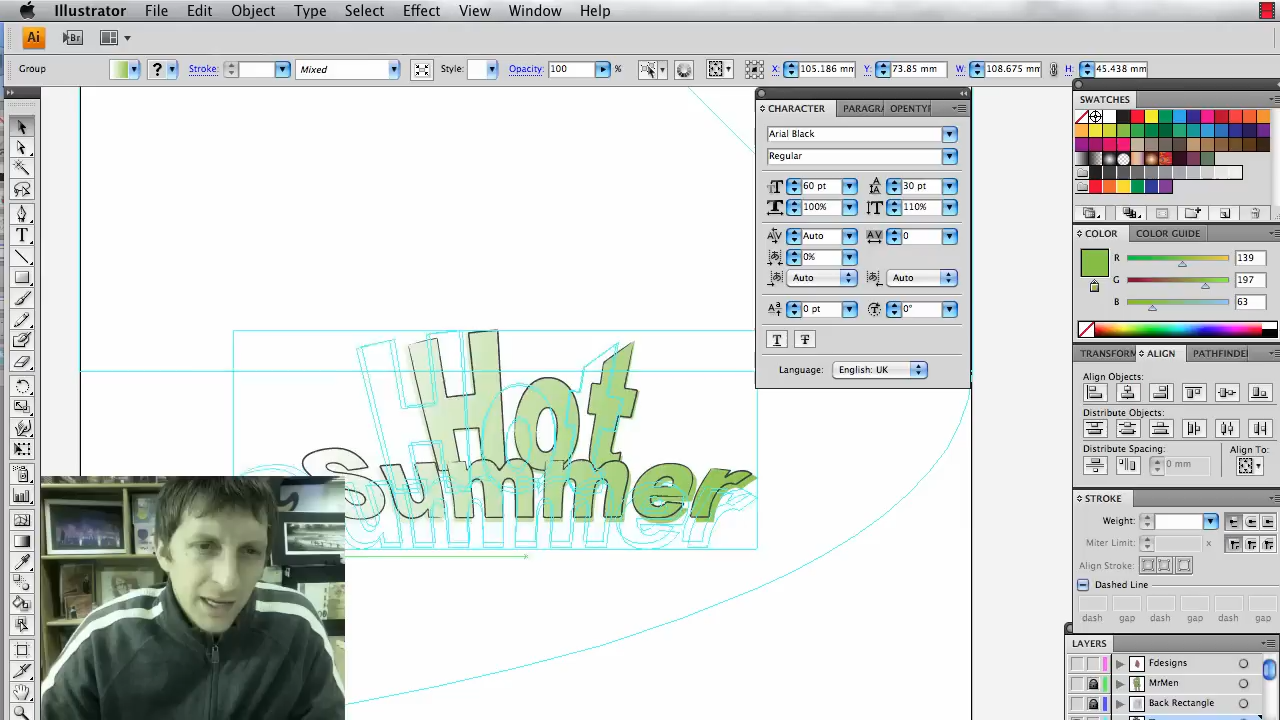 Illustrator File Edit Object Type Select Effect View Window Help
Ai Br
Group ? Stroke: Mixed Style: Opacity: 100 % X: 105.186 mm Y: 73.85 mm W: 108.675 mm H: 45.438 mm
CHARACTER PARAGRA OPENTYI
Arial Black
Regular
60 pt 30 pt
100% 110%
Auto 0
0%
Auto Auto
0 pt 0°
T T
Language: English: UK
SWATCHES
COLOR COLOR GUIDE
R 139
G 197
B 63
TRANSFORM ALIGN PATHFINDE
Align Objects:
Distribute Objects:
Distribute Spacing: Align To:
0 mm
STROKE
Weight:
Miter Limit: x
Align Stroke:
Dashed Line
dash gap dash gap dash gap
LAYERS
Fdesigns
MrMen
Back Rectangle
Hot
Summer